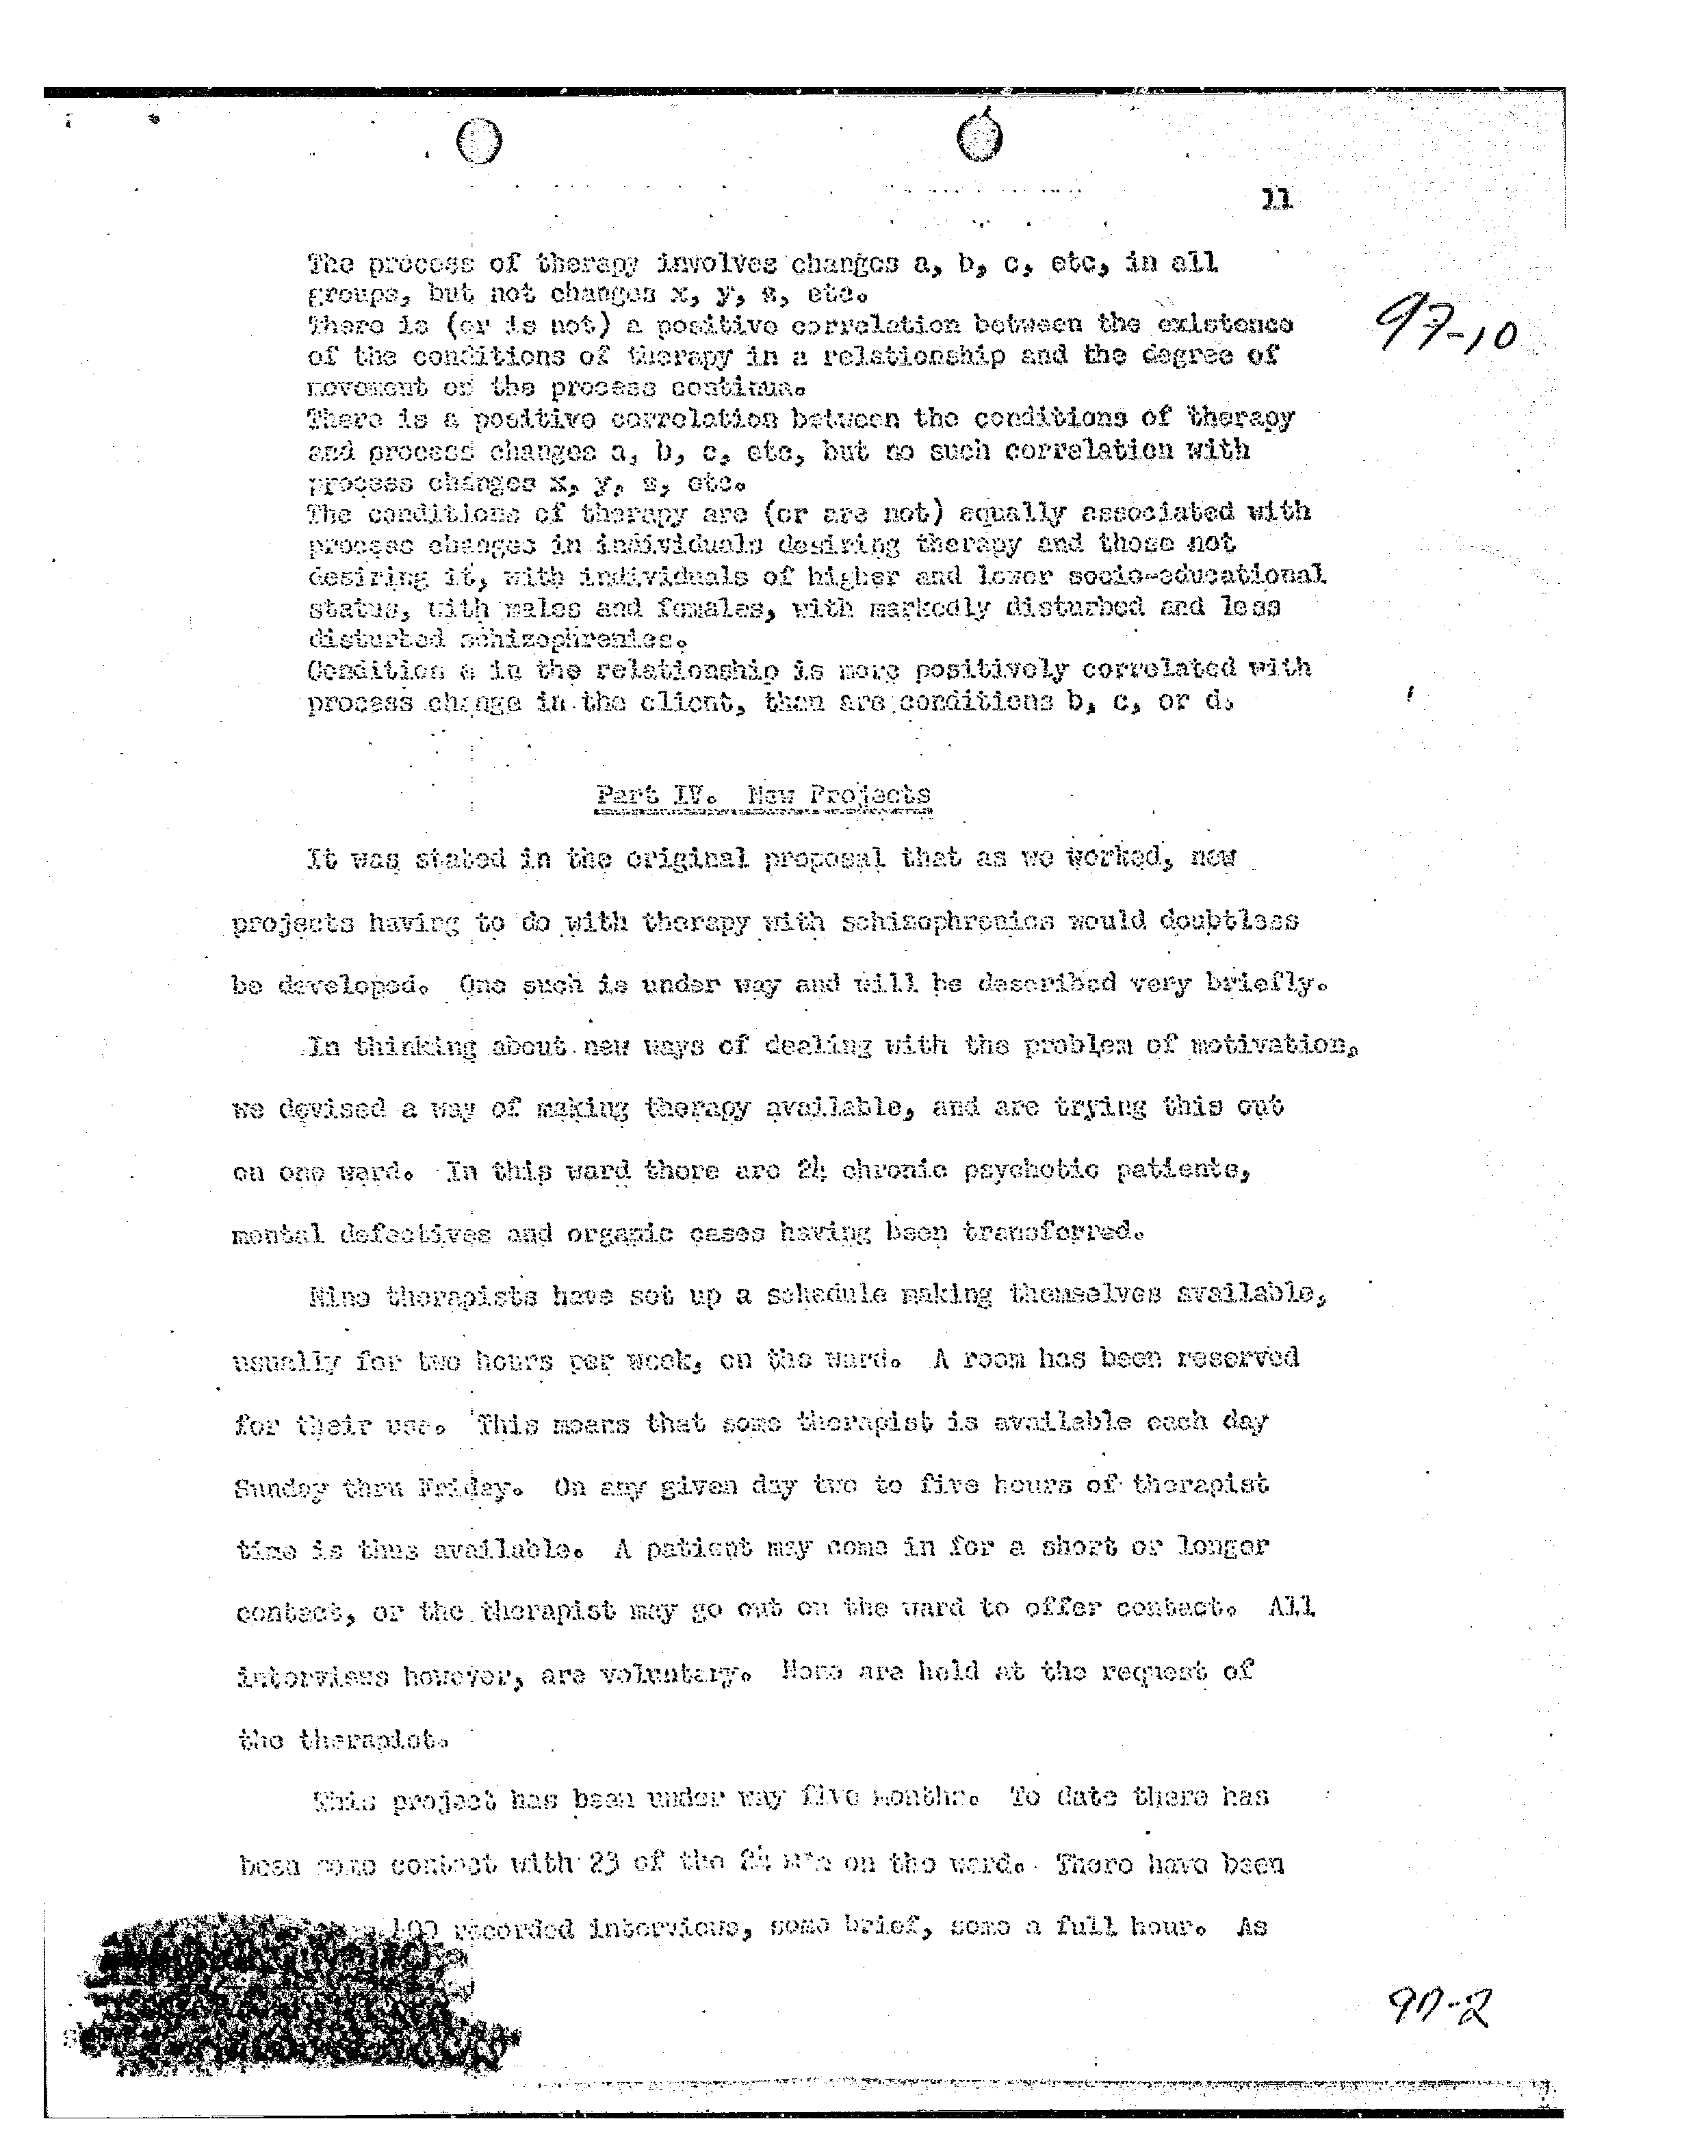 11
The process of therapy involves changes a, b, c, etc, in all
groups, but not changes x, y, z, etc.
There is (or is not) a positive correlation between the existence
97-10
of the conditions of therapy in a relationship and the degree of
movement on the process continua.
There is a positive correlation between the conditions of therapy
and process changes a, b, c, etc, but no such correlation with
process changes x, y, z, etc.
The conditions of therapy are (or are not) equally associated with
process changes in individuals desiring therapy and those not
desiring it, with individuals of higher and lower socio-educational
status, with males and females, with markedly disturbed and less
disturbed schizophrenics.
Condition a in the relationship is more positively correlated with
process change in the client, than are conditions b, c, or d.
Part IV. New Projects
It was stated in the original proposal that as we worked, new
projects having to do with therapy with schizophrenics would doubtless
be developed. One such is under way and will be described very briefly.
In thinking about new ways of dealing with the problem of motivation,
we devised a way of making therapy available, and are trying this out
on one ward. In this ward there are 24 chronic psychotic patients,
mental defectives and organic cases having been transferred.
Nine therapists have set up a schedule making themselves available,
usually for two hours per week, on the ward. A room has been reserved
for their use. This means that some therapist is available each day
Sunday thru Friday. On any given day two to five hours of therapist
time is thus available. A patient may come in for a short or longer
contact, or the therapist may go out on the ward to offer contact. All
interviews however, are voluntary. None are held at the request of
the therapist.
This project has been under way five months. To date there has
been some contact with 23 of the 24 on the ward. There have been
100 recorded interviews, some brief, some a full hour. As
97-2